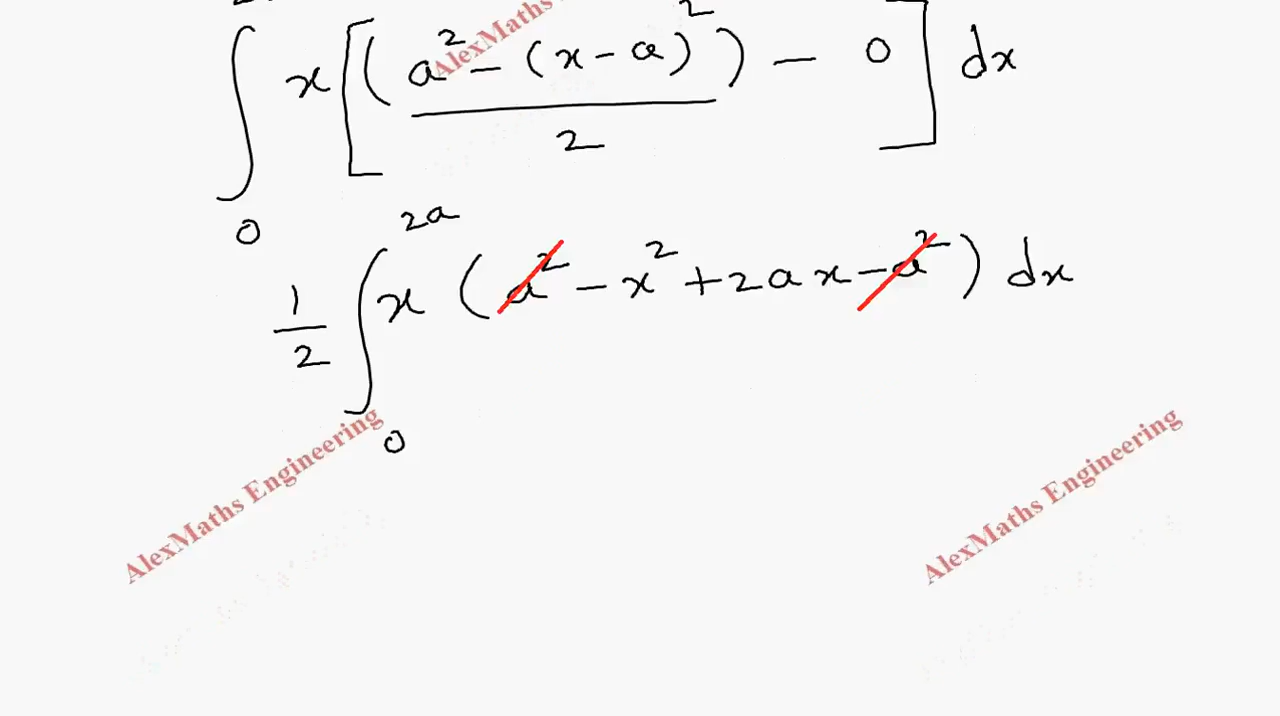 ∫₀ x [ (a² − (x − a)²)/2 − 0 ] dx
AlexMaths
1/2 ∫₀^{2a} x (a² − x² + 2ax − a²) dx
AlexMaths Engineering
AlexMaths Engineering